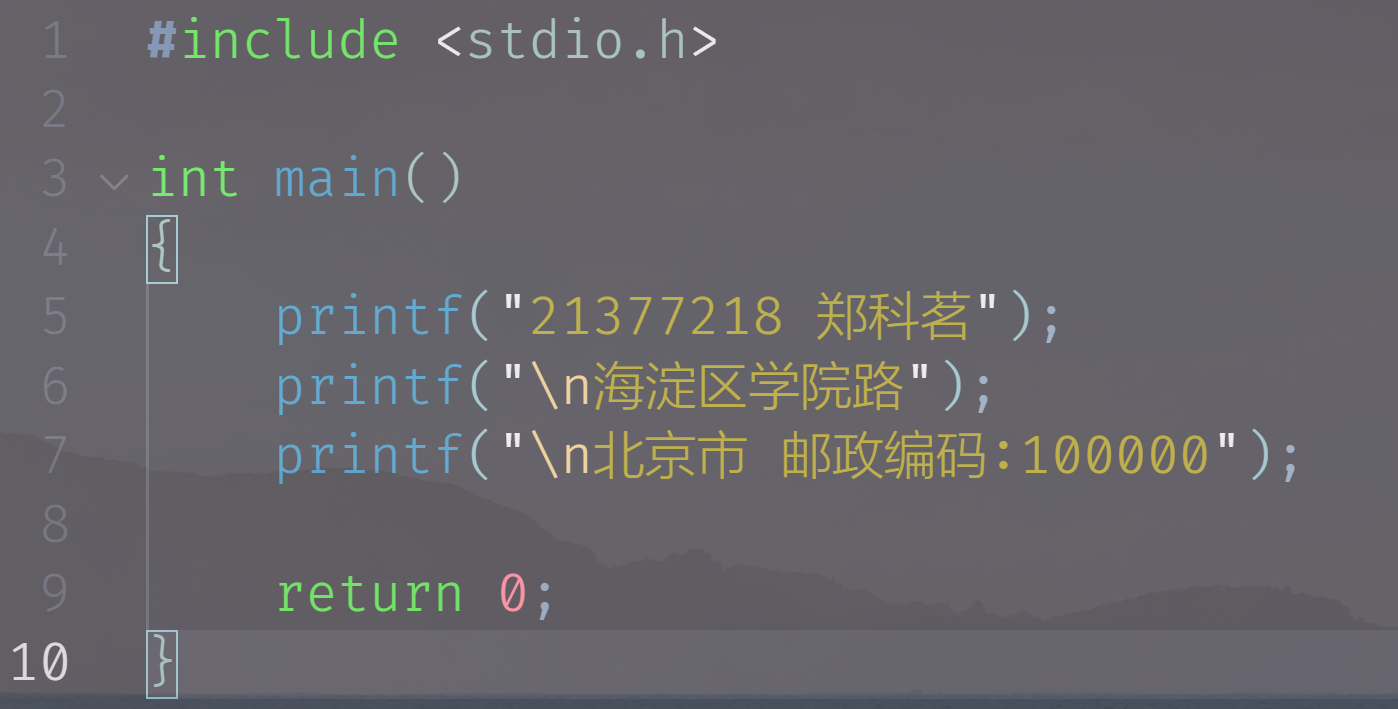 1 #include <stdio.h>
2
3 int main()
4 {
5 printf("21377218 郑科茗");
6 printf("\n海淀区学院路");
7 printf("\n北京市 邮政编码:100000");
8
9 return 0;
10 }